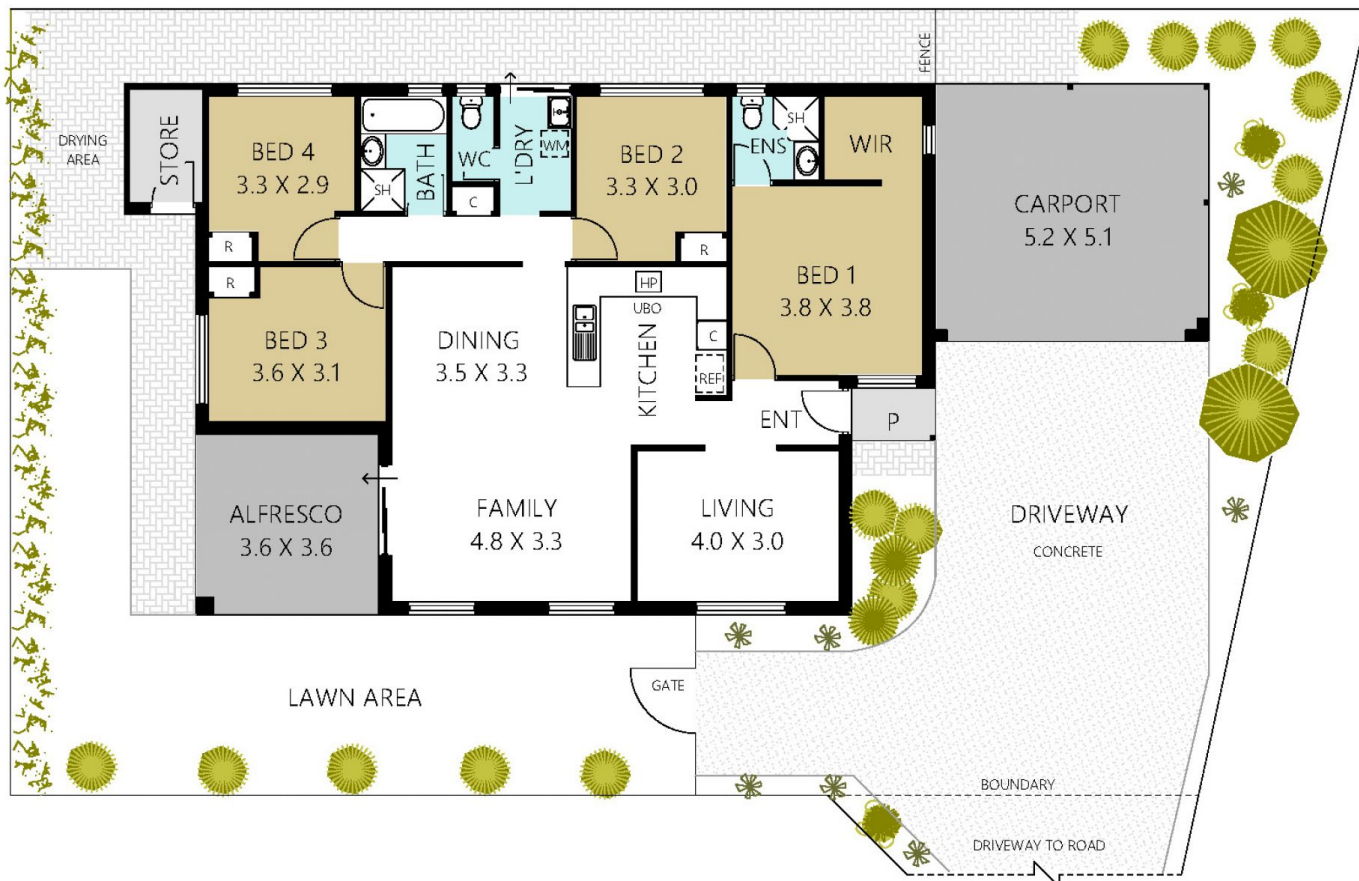 FENCE
DRYING
AREA
STORE
BED 4
3.3 X 2.9
R
SH
BATH
WC
C
L'DRY
WM
BED 2
3.3 X 3.0
R
ENS
SH
WIR
CARPORT
5.2 X 5.1
BED 1
3.8 X 3.8
R
BED 3
3.6 X 3.1
DINING
3.5 X 3.3
HP
UBO
KITCHEN
C
REF
ENT
P
ALFRESCO
3.6 X 3.6
FAMILY
4.8 X 3.3
LIVING
4.0 X 3.0
DRIVEWAY
CONCRETE
LAWN AREA
GATE
BOUNDARY
DRIVEWAY TO ROAD